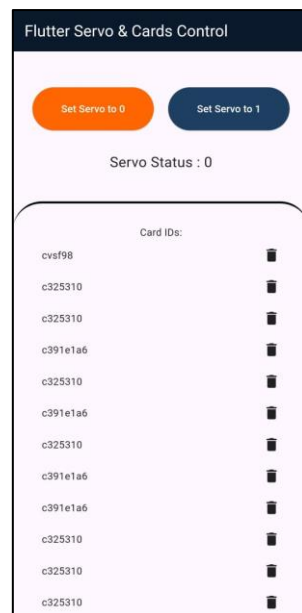 Flutter Servo & Cards Control
Set Servo to 0 Set Servo to 1
Servo Status : 0
Card IDs:
cvsf98
c325310
c325310
c391e1a6
c325310
c391e1a6
c325310
c391e1a6
c391e1a6
c325310
c325310
c325310